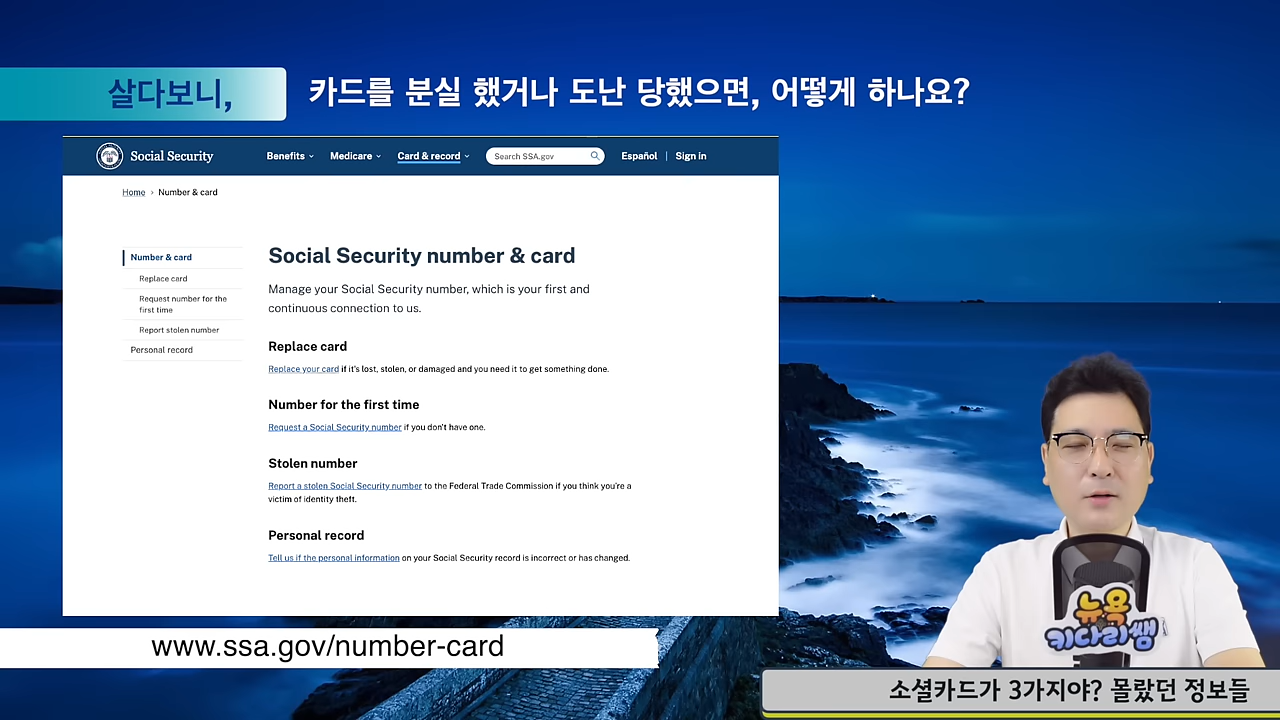 살다보니,
카드를 분실 했거나 도난 당했으면, 어떻게 하나요?
Social Security
Benefits
Medicare
Card & record
Search SSA.gov
Español | Sign in
Home › Number & card
Number & card
Replace card
Request number for the
first time
Report stolen number
Personal record
Social Security number & card
Manage your Social Security number, which is your first and
continuous connection to us.
Replace card
Replace your card if it's lost, stolen, or damaged and you need it to get something done.
Number for the first time
Request a Social Security number if you don't have one.
Stolen number
Report a stolen Social Security number to the Federal Trade Commission if you think you're a
victim of identity theft.
Personal record
Tell us if the personal information on your Social Security record is incorrect or has changed.
www.ssa.gov/number-card
뉴욕
키다리쌤
소셜카드가 3가지야? 몰랐던 정보들